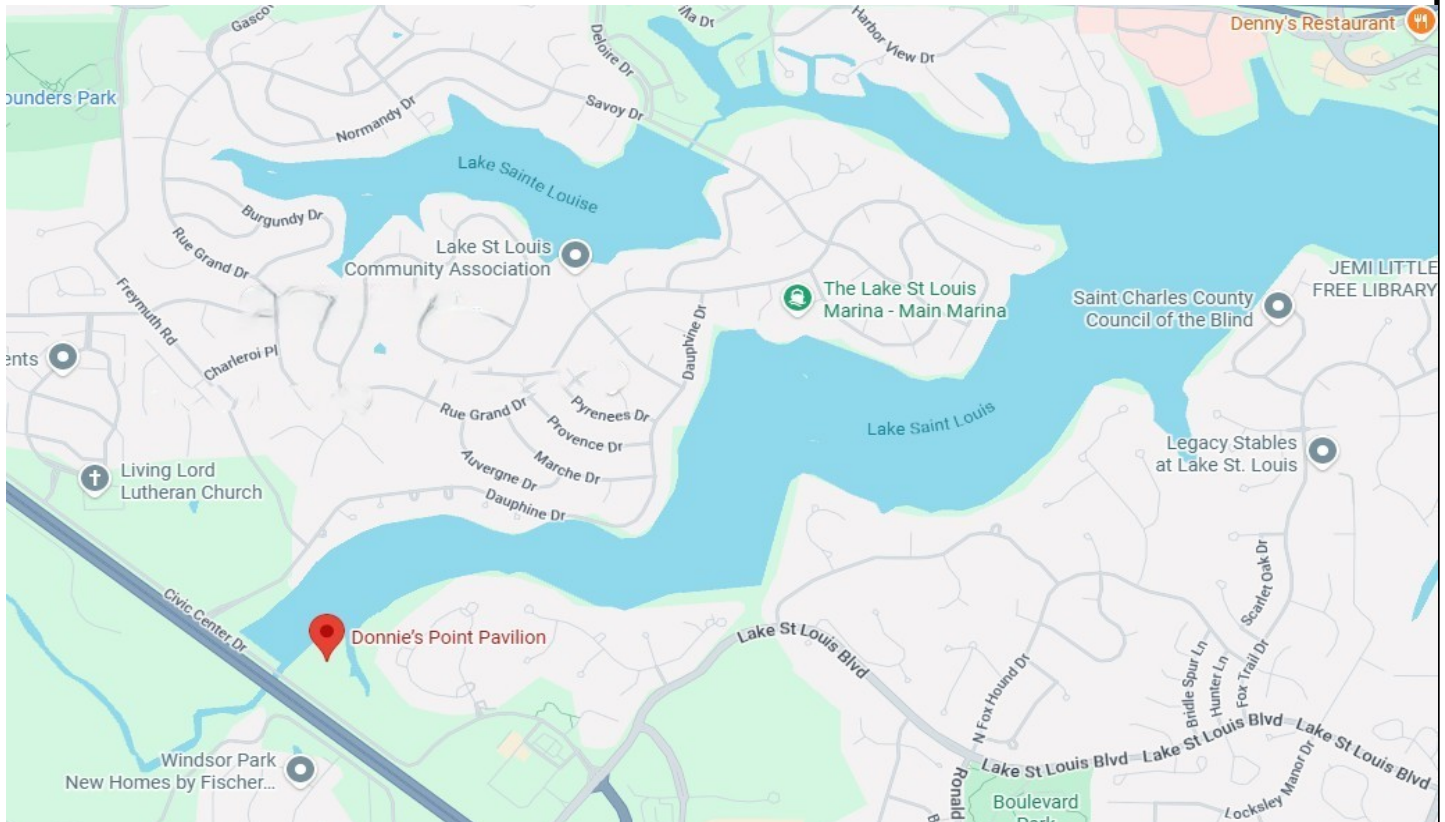 Denny's Restaurant
Harbor View Dr
Deloire Dr
ounders Park
Savoy Dr
Normandy Dr
Lake Sainte Louise
Burgundy Dr
Rue Grand Dr
Lake St Louis
Community Association
JEMI LITTLE
FREE LIBRARY
The Lake St Louis
Marina - Main Marina
Saint Charles County
Council of the Blind
Freymuth Rd
Dauphine Dr
ents
Charleroi Pl
Rue Grand Dr
Pyrenees Dr
Provence Dr
Lake Saint Louis
Marche Dr
Auvergne Dr
Legacy Stables
at Lake St. Louis
Living Lord
Lutheran Church
Dauphine Dr
Scarlet Oak Dr
Civic Center Dr
Donnie's Point Pavilion
Lake St Louis Blvd
N Fox Hound Dr
Bridle Spur Ln
Hunter Ln
Fox Trail Dr
Lake St Louis Blvd
Lake St Louis Blvd
Lake St Louis Blvd
Windsor Park
New Homes by Fischer...
Ronald
Locksley Manor Dr
Boulevard
Park